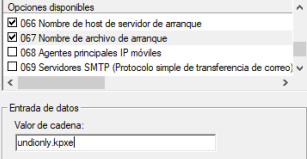 Opciones disponibles
066 Nombre de host de servidor de arranque
067 Nombre de archivo de arranque
068 Agentes principales IP móviles
069 Servidores SMTP (Protocolo simple de transferencia de correo)
Entrada de datos
Valor de cadena:
undionly.kpxe